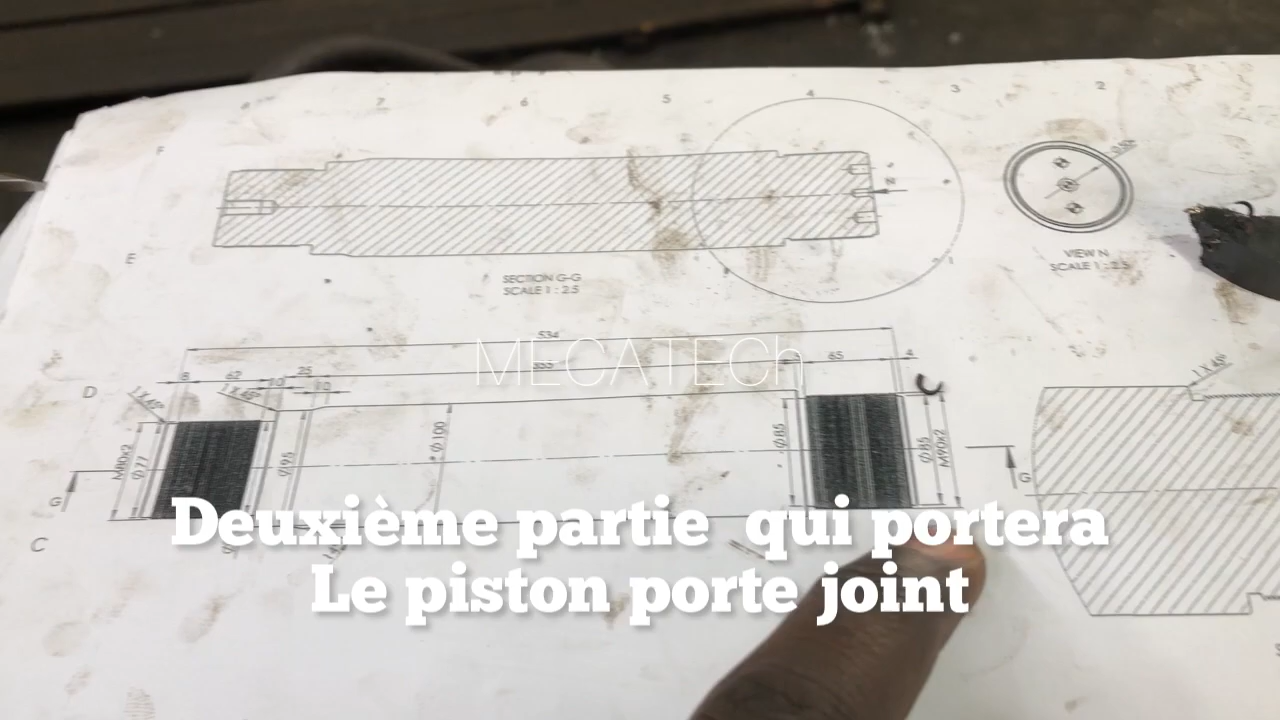 7
6
5
4
3
2
F
E
SECTION G-G
SCALE 1 : 2.5
N
VIEW N
SCALE 1 : 2.5
534
MECATECh
355
65
4
8
62
10
25
10
D
1 X 45°
1 X 45°
1 X 45°
M80x2
Ø71
Ø95
Ø100
Ø85
Ø85
M90x2
G
G
C
Deuxième partie qui portera
Le piston porte joint